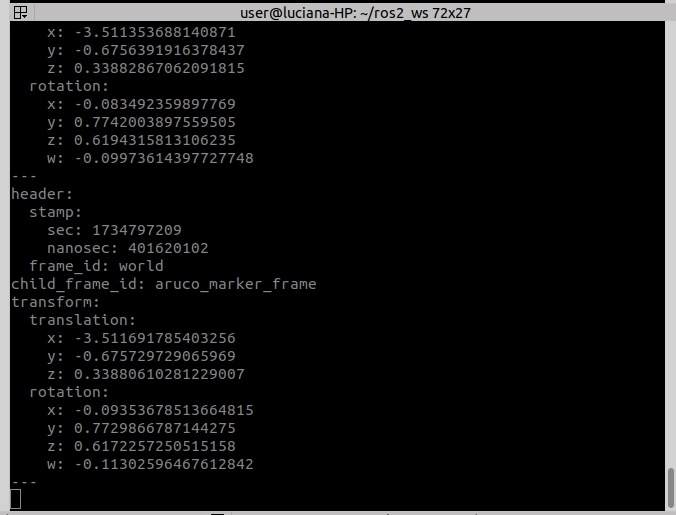 user@luciana-HP: ~/ros2_ws 72x27
x: -3.511353688140871
y: -0.6756391916378437
z: 0.33882867062091815
rotation:
x: -0.083492359897769
y: 0.7742003897559505
z: 0.6194315813106235
w: -0.09973614397727748
---
header:
stamp:
sec: 1734797209
nanosec: 401620102
frame_id: world
child_frame_id: aruco_marker_frame
transform:
translation:
x: -3.511691785403256
y: -0.675729729065969
z: 0.33880610281229007
rotation:
x: -0.09353678513664815
y: 0.7729866787144275
z: 0.6172257250515158
w: -0.11302596467612842
---